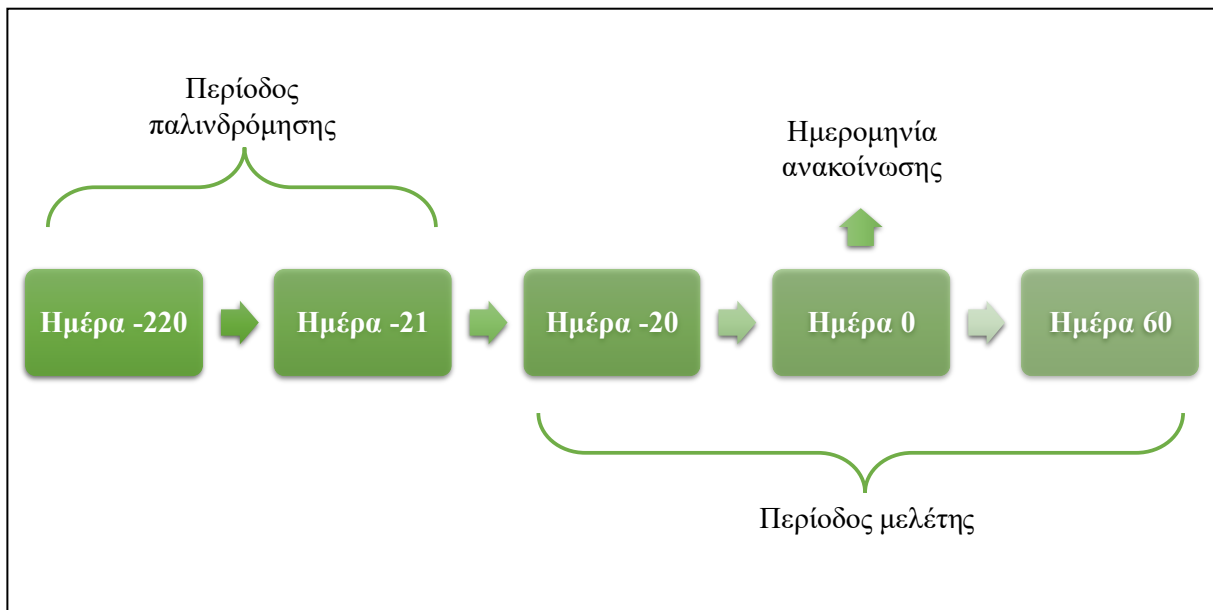 Περίοδος
παλινδρόμησης
Ημερομηνία
ανακοίνωσης
Ημέρα -220
Ημέρα -21
Ημέρα -20
Ημέρα 0
Ημέρα 60
Περίοδος μελέτης